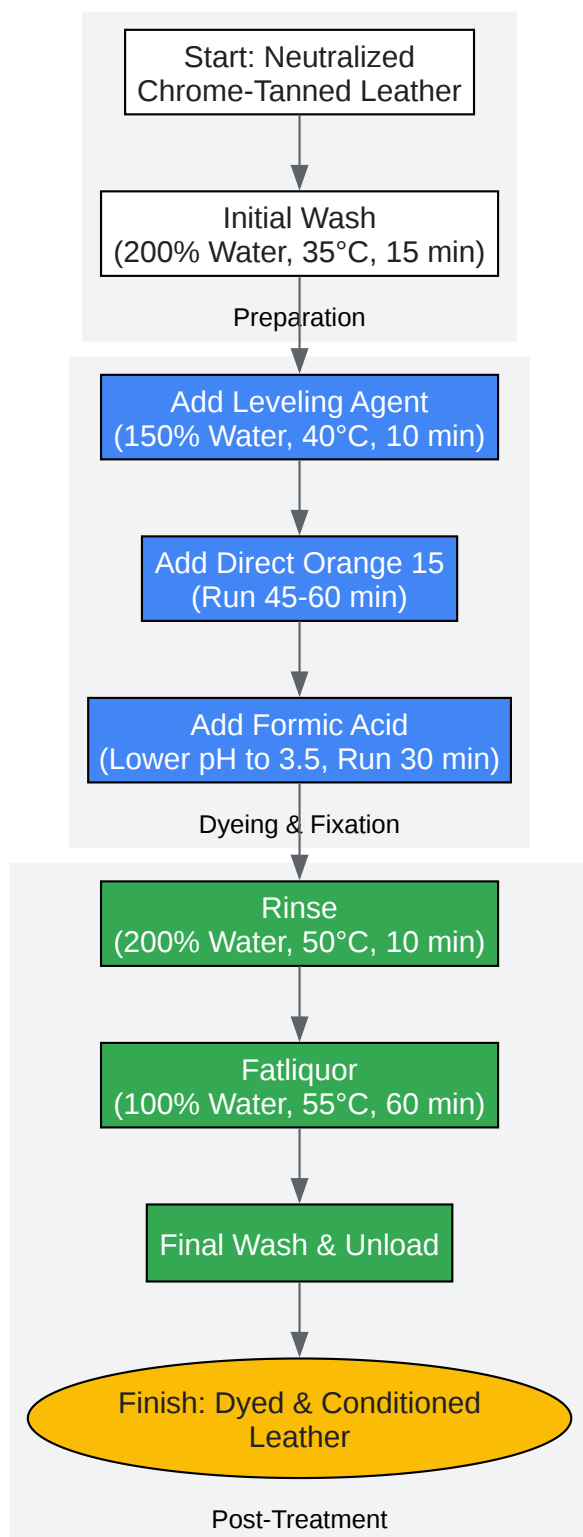 Start: Neutralized
Chrome-Tanned Leather
Initial Wash
(200% Water, 35°C, 15 min)
Preparation
Add Leveling Agent
(150% Water, 40°C, 10 min)
Add Direct Orange 15
(Run 45-60 min)
Add Formic Acid
(Lower pH to 3.5, Run 30 min)
Dyeing & Fixation
Rinse
(200% Water, 50°C, 10 min)
Fatliquor
(100% Water, 55°C, 60 min)
Final Wash & Unload
Finish: Dyed & Conditioned
Leather
Post-Treatment